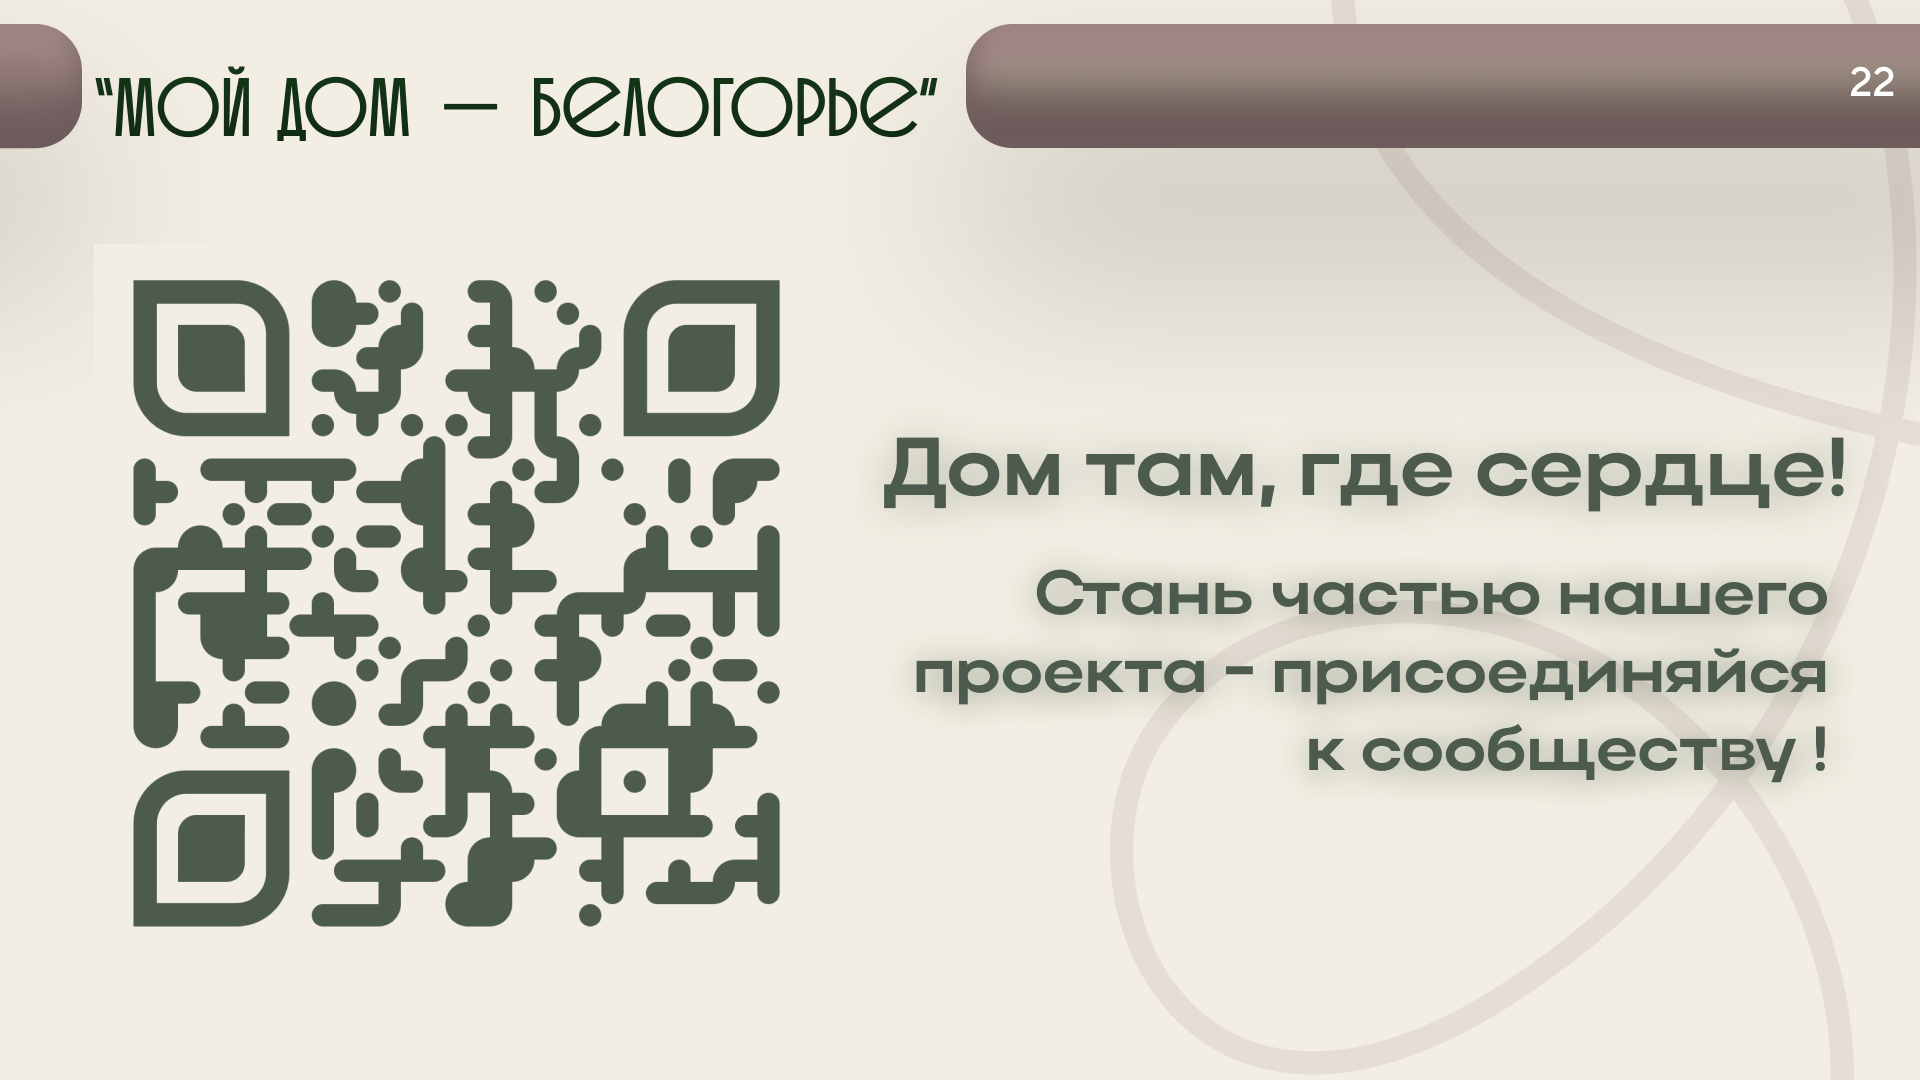 "МОЙ ДОМ — БЕЛОГОРЬЕ"
22
Дом там, где сердце!
Стань частью нашего
проекта – присоединяйся
к сообществу !